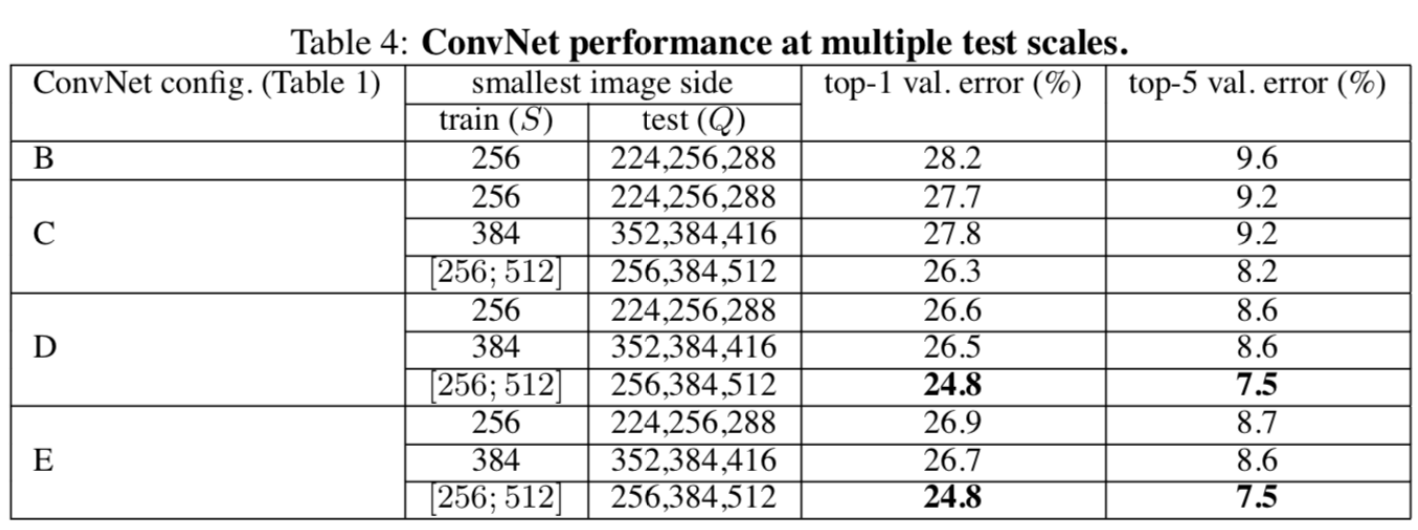 Table 4: ConvNet performance at multiple test scales.
ConvNet config. (Table 1) smallest image side top-1 val. error (%) top-5 val. error (%)
train (S) test (Q)
B 256 224,256,288 28.2 9.6
256 224,256,288 27.7 9.2
C 384 352,384,416 27.8 9.2
[256; 512] 256,384,512 26.3 8.2
256 224,256,288 26.6 8.6
D 384 352,384,416 26.5 8.6
[256; 512] 256,384,512 24.8 7.5
256 224,256,288 26.9 8.7
E 384 352,384,416 26.7 8.6
[256; 512] 256,384,512 24.8 7.5